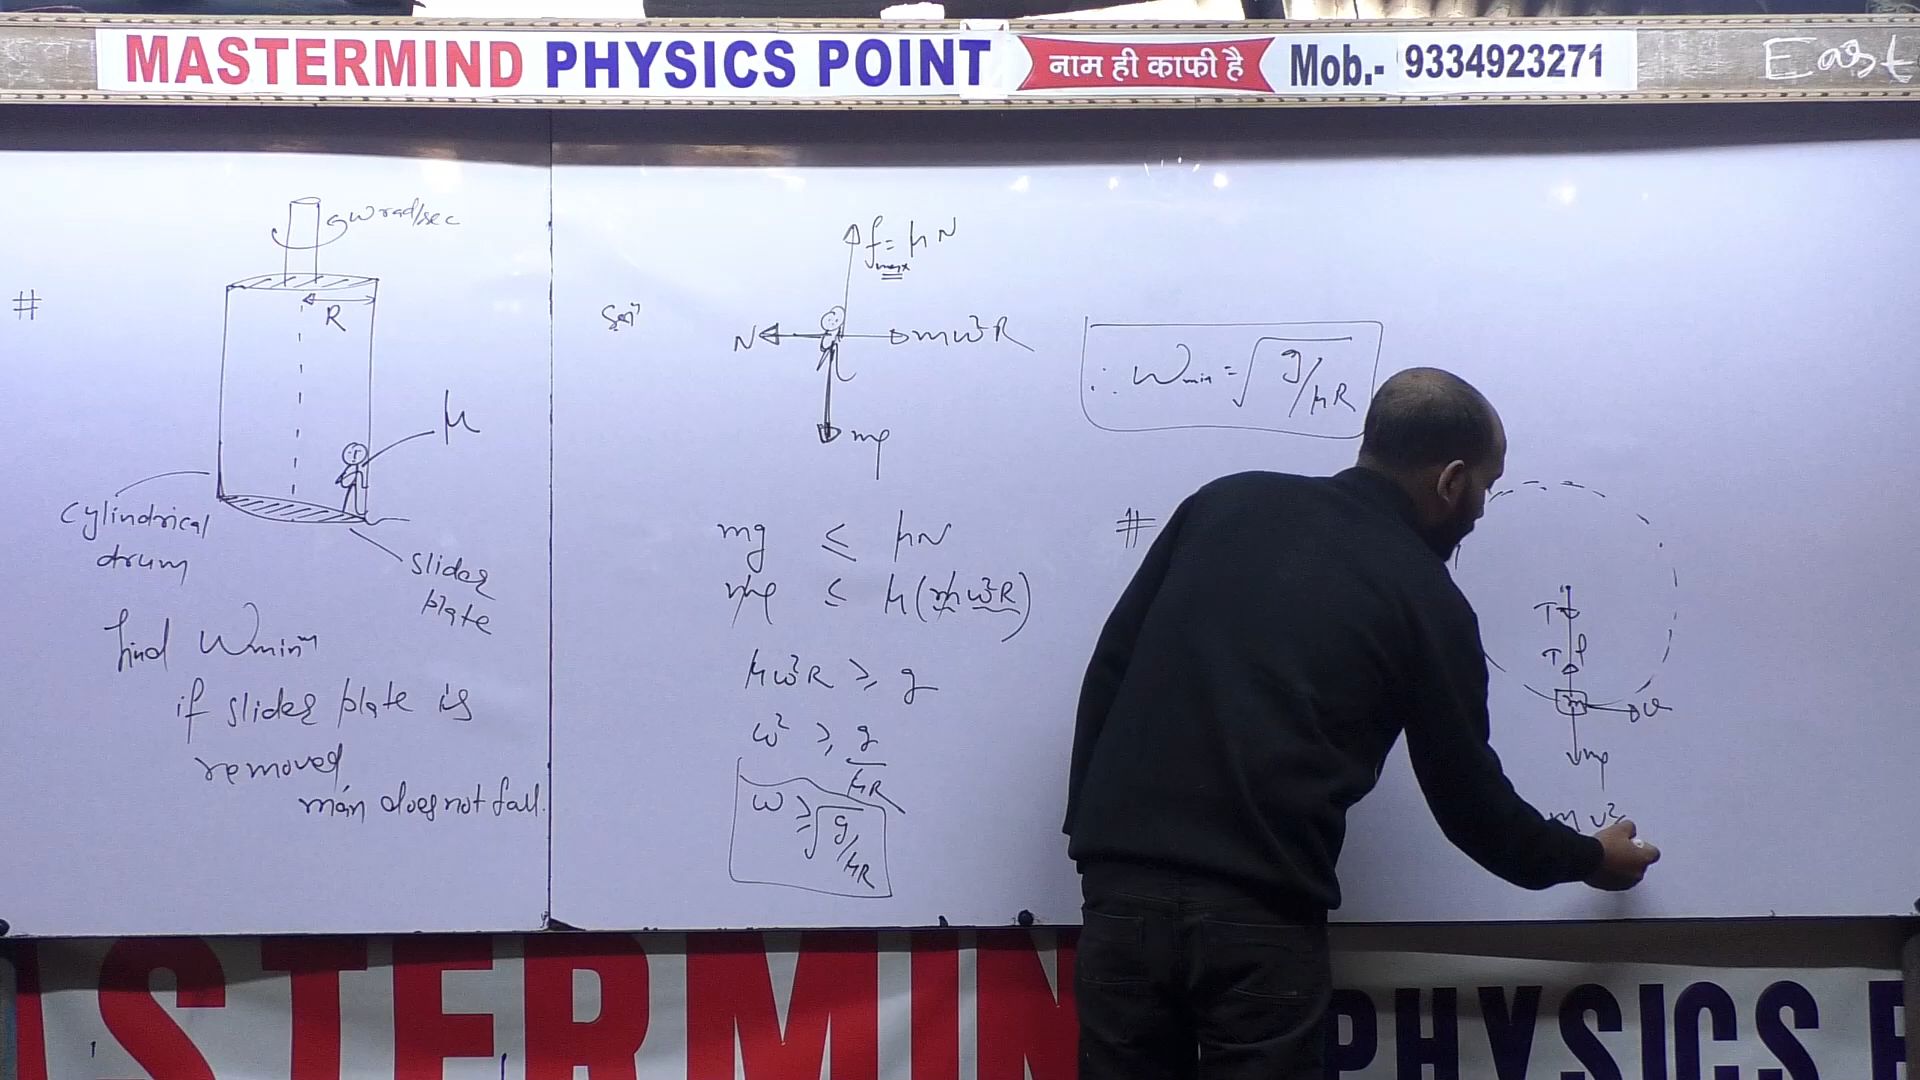 MASTERMIND PHYSICS POINT नाम ही काफी है Mob.- 9334923271
East
ω rad/sec
#
R
μ
cylindrical
drum
slider
plate
find ωmin
if slider plate is
removed
man does not fall.
Solⁿ
fmax = μN
N
mω²R
mg
mg ≤ μN
mg ≤ μ(mω²R)
μω²R ≥ g
ω² ≥ g/μR
ω ≥ √g/μR
∴ ωmin = √g/μR
#
T
T
l
m
v
mg
mv²
PHYSICS